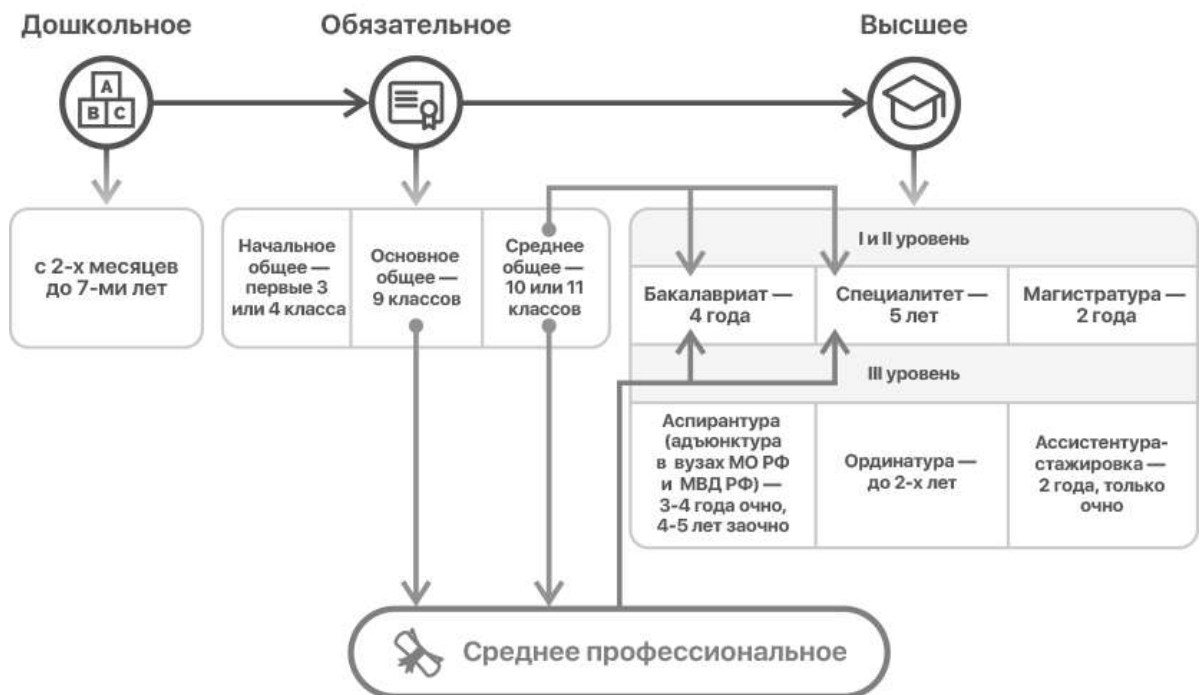 Дошкольное
Обязательное
Высшее
A
B C
с 2-х месяцев
до 7-ми лет
Начальное
общее —
первые 3
или 4 класса
Основное
общее —
9 классов
Среднее
общее —
10 или 11
классов
I и II уровень
Бакалавриат —
4 года
Специалитет —
5 лет
Магистратура —
2 года
III уровень
Аспирантура
(адъюнктура
в вузах МО РФ
и МВД РФ) —
3-4 года очно,
4-5 лет заочно
Ординатура —
до 2-х лет
Ассистентура-
стажировка —
2 года, только
очно
Среднее профессиональное